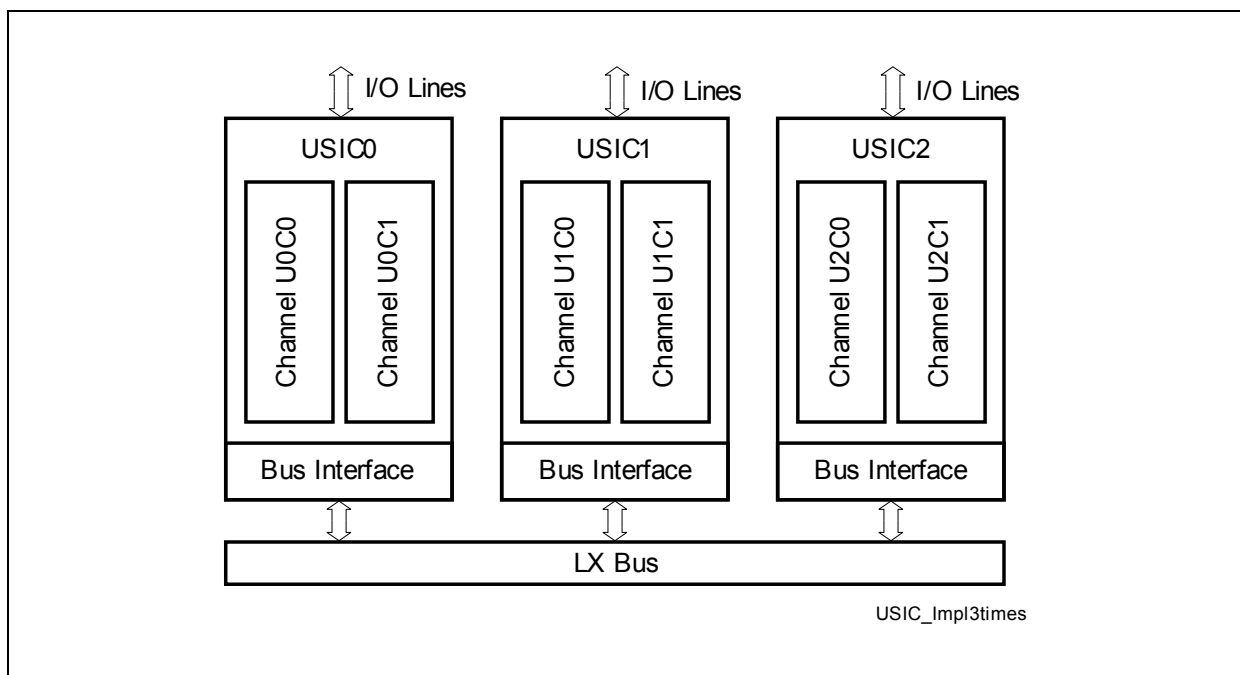 I/O Lines
I/O Lines
I/O Lines
USIC0
USIC1
USIC2
Channel U0C0
Channel U0C1
Channel U1C0
Channel U1C1
Channel U2C0
Channel U2C1
Bus Interface
Bus Interface
Bus Interface
LX Bus
USIC_Impl3times